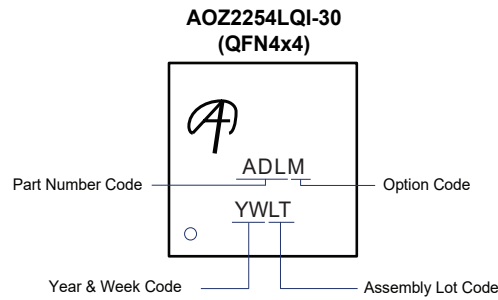 AOZ2254LQI-30
(QFN4x4)
ADLM
Part Number Code
Option Code
YWLT
Year & Week Code
Assembly Lot Code